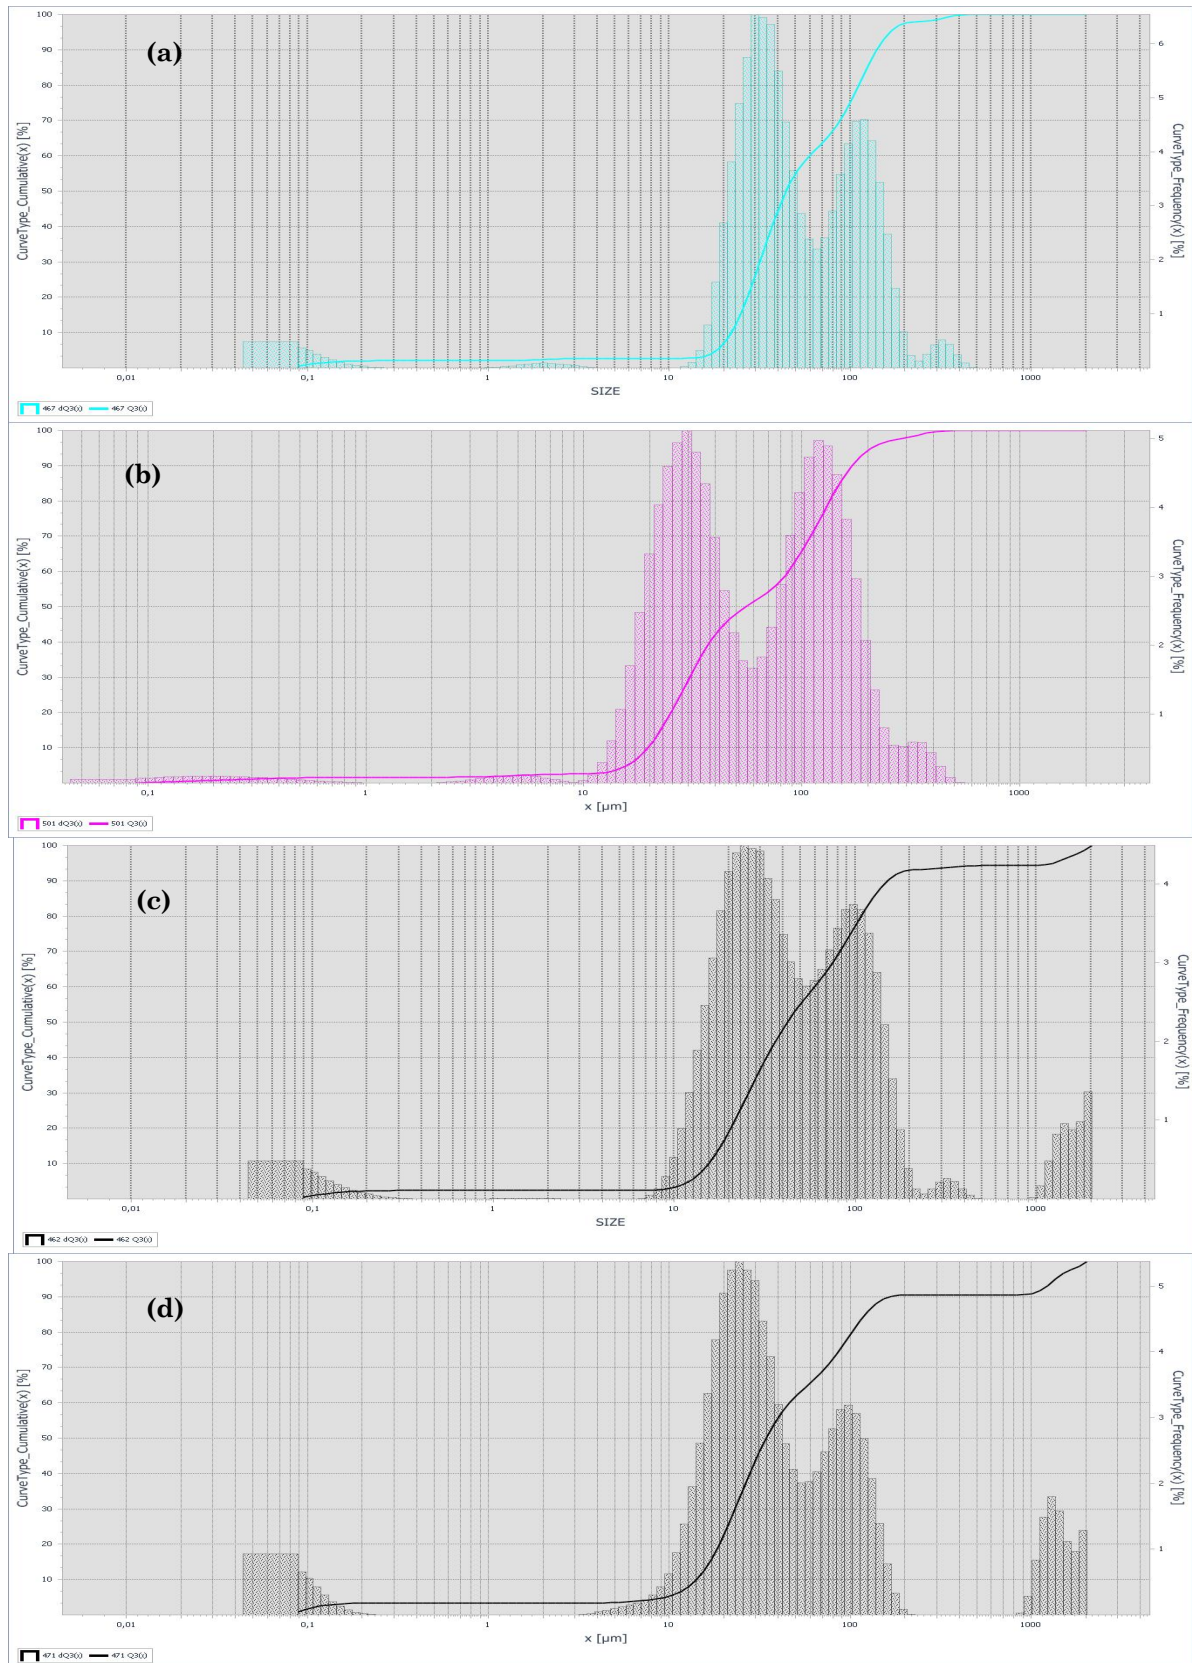 (a)
CurveType_Cumulative(x) [%]
100
90
80
70
60
50
40
30
20
10
6
5
4
3
2
1
CurveType_Frequency(x) [%]
0,01 0,1 1 10 100 1000
SIZE
467 dQ3(x) 467 Q3(x)
(b)
CurveType_Cumulative(x) [%]
100
90
80
70
60
50
40
30
20
10
5
4
3
2
1
CurveType_Frequency(x) [%]
0,1 1 10 100 1000
x [µm]
501 dQ3(x) 501 Q3(x)
(c)
CurveType_Cumulative(x) [%]
100
90
80
70
60
50
40
30
20
10
4
3
2
1
CurveType_Frequency(x) [%]
0,01 0,1 1 10 100 1000
SIZE
462 dQ3(x) 462 Q3(x)
(d)
CurveType_Cumulative(x) [%]
100
90
80
70
60
50
40
30
20
10
5
4
3
2
1
CurveType_Frequency(x) [%]
0,01 0,1 1 10 100 1000
x [µm]
471 dQ3(x) 471 Q3(x)